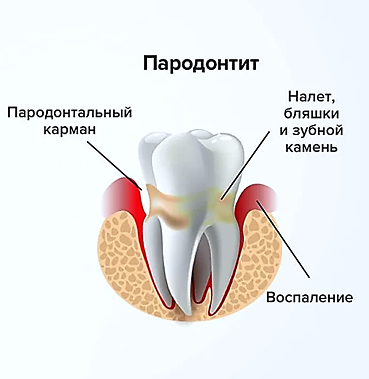 Пародонтит
Пародонтальный
карман
Налет,
бляшки
и зубной
камень
Воспаление